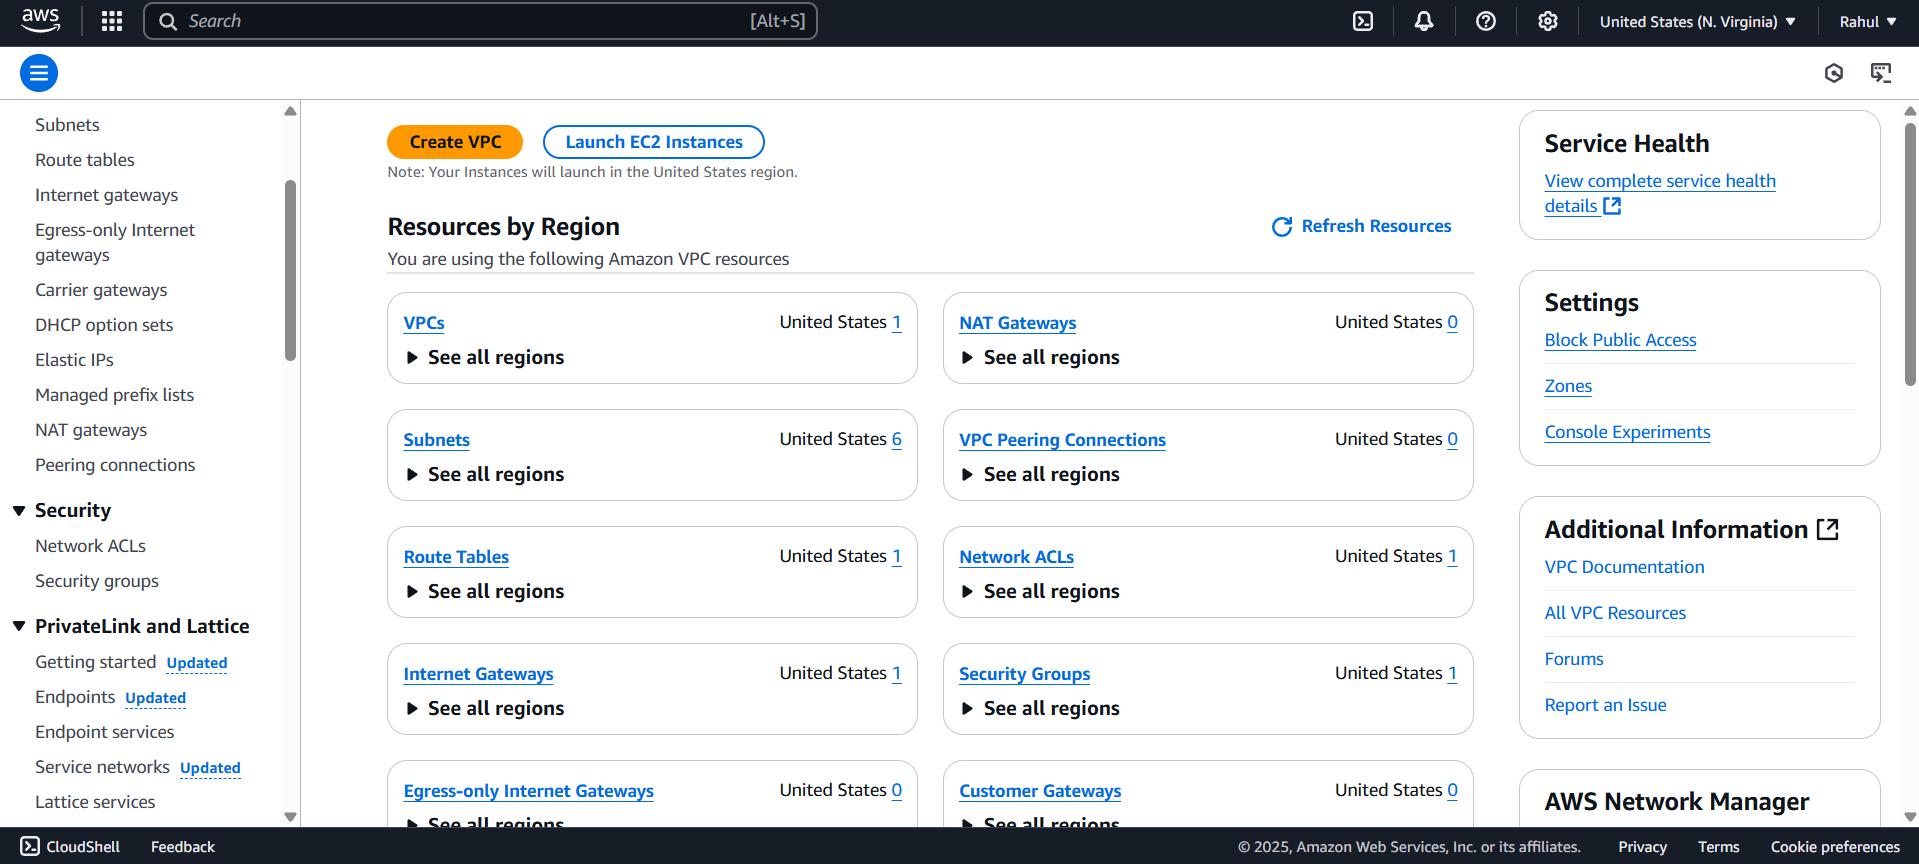 aws
Search [Alt+S]
United States (N. Virginia)
Rahul
Subnets
Route tables
Internet gateways
Egress-only Internet
gateways
Carrier gateways
DHCP option sets
Elastic IPs
Managed prefix lists
NAT gateways
Peering connections
Security
Network ACLs
Security groups
PrivateLink and Lattice
Getting started Updated
Endpoints Updated
Endpoint services
Service networks Updated
Lattice services
Create VPC
Launch EC2 Instances
Note: Your Instances will launch in the United States region.
Resources by Region
Refresh Resources
You are using the following Amazon VPC resources
VPCs United States 1
See all regions
NAT Gateways United States 0
See all regions
Subnets United States 6
See all regions
VPC Peering Connections United States 0
See all regions
Route Tables United States 1
See all regions
Network ACLs United States 1
See all regions
Internet Gateways United States 1
See all regions
Security Groups United States 1
See all regions
Egress-only Internet Gateways United States 0
See all regions
Customer Gateways United States 0
See all regions
Service Health
View complete service health
details
Settings
Block Public Access
Zones
Console Experiments
Additional Information
VPC Documentation
All VPC Resources
Forums
Report an Issue
AWS Network Manager
CloudShell
Feedback
© 2025, Amazon Web Services, Inc. or its affiliates.
Privacy
Terms
Cookie preferences